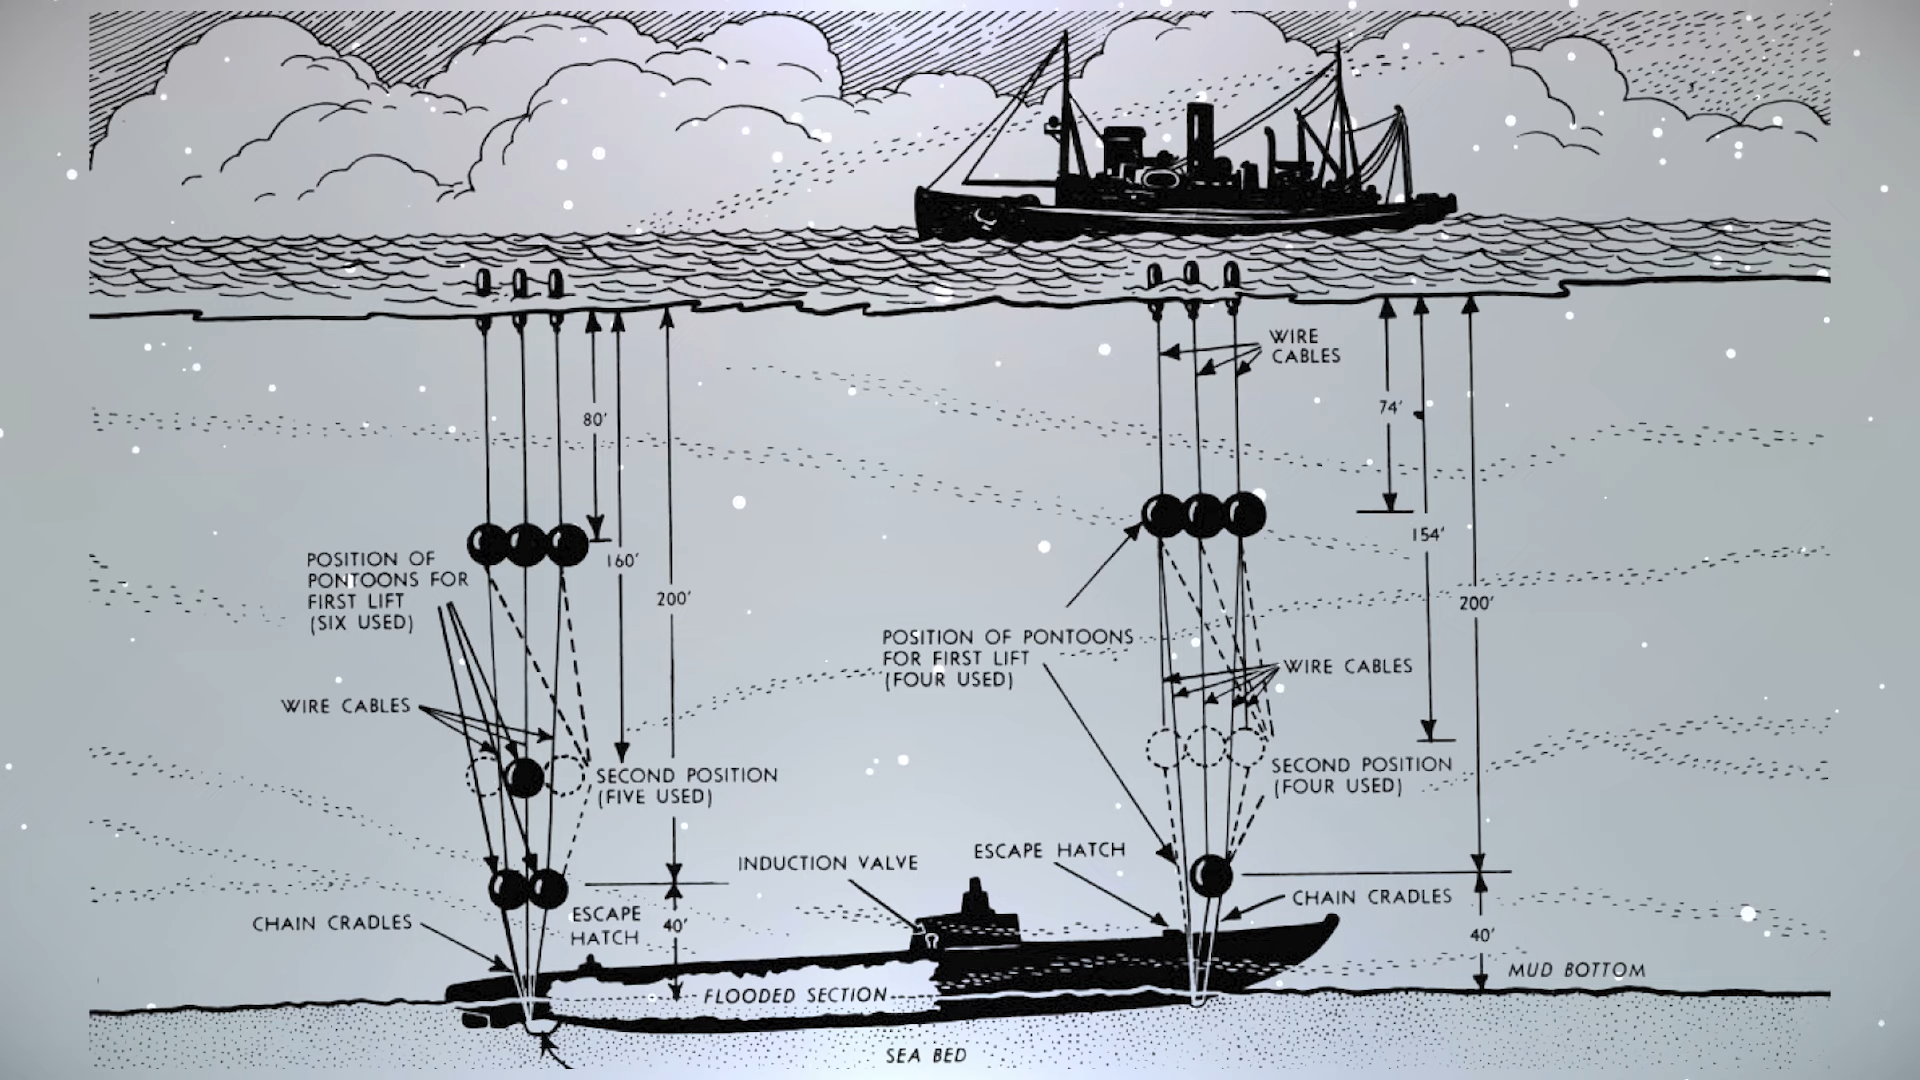 WIRE
CABLES
80'
74'
154'
160'
200'
200'
POSITION OF
PONTOONS FOR
FIRST LIFT
(SIX USED)
POSITION OF PONTOONS
FOR FIRST LIFT
(FOUR USED)
WIRE CABLES
WIRE CABLES
SECOND POSITION
(FIVE USED)
SECOND POSITION
(FOUR USED)
INDUCTION VALVE
ESCAPE HATCH
CHAIN CRADLES
CHAIN CRADLES
ESCAPE
HATCH
40'
40'
MUD BOTTOM
FLOODED SECTION
SEA BED